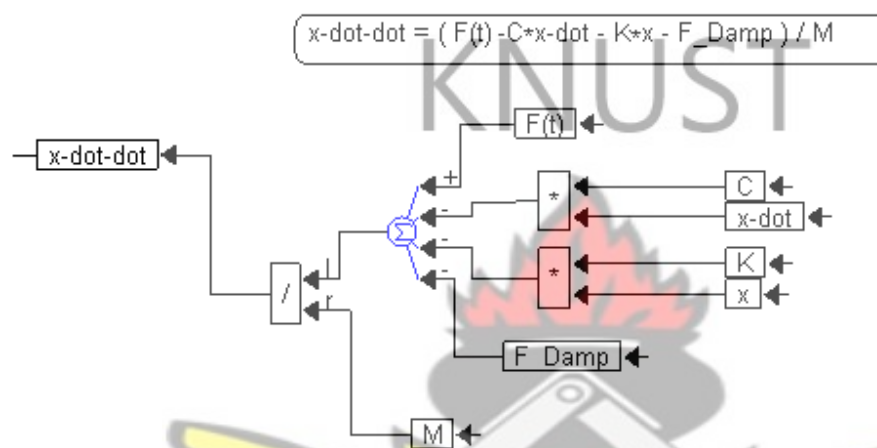 x-dot-dot = ( F(t) -C*x-dot - K*x - F_Damp ) / M
KNUST
F(t)
x-dot-dot
+
C
*
-
x-dot
Σ
-
K
*
l
-
x
/
r
F_Damp
M